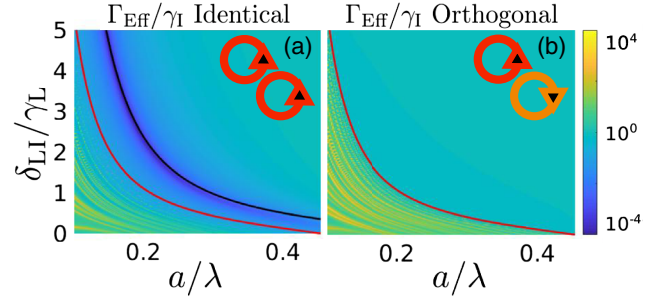 Γ_Eff/γ_I Identical
Γ_Eff/γ_I Orthogonal
(a)
(b)
δ_LI/γ_L
5
4
3
2
1
0
0.2
0.4
0.2
0.4
a/λ
a/λ
10^4
10^0
10^-4